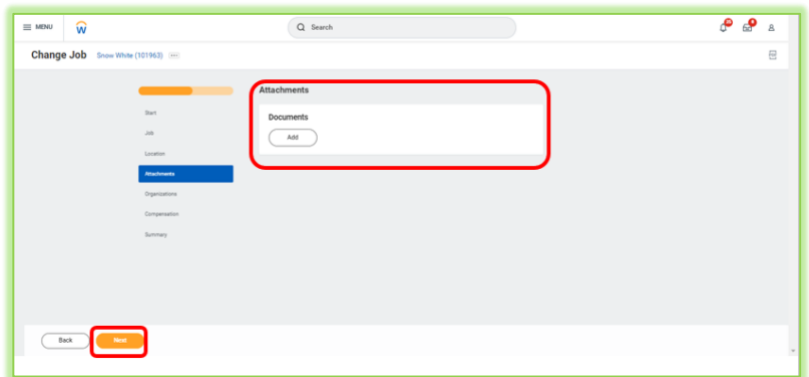 MENU
Search
Change Job Snow White (101963)
Attachments
Documents
Add
Start
Job
Location
Attachments
Organizations
Compensation
Summary
Back Next